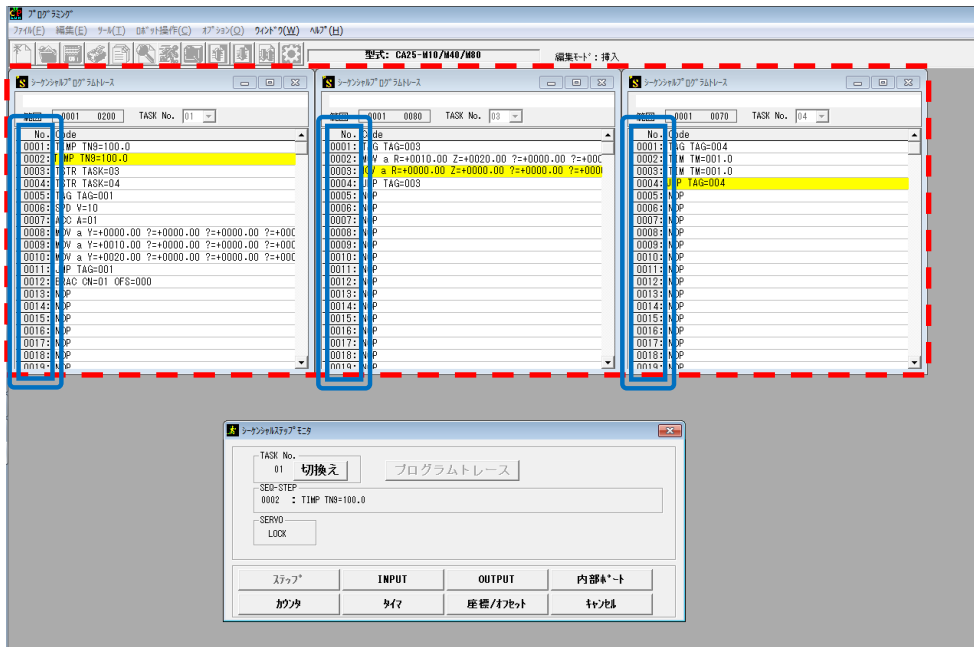 プログラミング
ファイル(F) 編集(E) ツール(T) ロボット操作(C) オプション(O) ウィンドウ(W) ヘルプ(H)
型式: CA25-M10/M40/M80
編集モード: 挿入
シーケンシャルプログラムトレース
0001 0200 TASK No. 01
No. Code
0001: TIMP TN9=100.0
0002: TIMP TN9=100.0
0003: TSTR TASK=03
0004: TSTR TASK=04
0005: TAG TAG=001
0006: SPD V=10
0007: ACC A=01
0008: MOV a Y=+0000.00 ?=+0000.00 ?=+0000.00 ?=+000
0009: MOV a Y=+0010.00 ?=+0000.00 ?=+0000.00 ?=+000
0010: MOV a Y=+0020.00 ?=+0000.00 ?=+0000.00 ?=+000
0011: JMP TAG=001
0012: BRAC CN=01 OFS=000
0013: NOP
0014: NOP
0015: NOP
0016: NOP
0017: NOP
0018: NOP
0019: NOP
シーケンシャルプログラムトレース
0001 0080 TASK No. 03
No. Code
0001: TAG TAG=003
0002: MOV a R=+0010.00 Z=+0020.00 ?=+0000.00 ?=+000
0003: MOV a R=+0000.00 Z=+0000.00 ?=+0000.00 ?=+000
0004: JMP TAG=003
0005: NOP
0006: NOP
0007: NOP
0008: NOP
0009: NOP
0010: NOP
0011: NOP
0012: NOP
0013: NOP
0014: NOP
0015: NOP
0016: NOP
0017: NOP
0018: NOP
0019: NOP
シーケンシャルプログラムトレース
0001 0070 TASK No. 04
No. Code
0001: TAG TAG=004
0002: TIM TM=001.0
0003: TIM TM=001.0
0004: JMP TAG=004
0005: NOP
0006: NOP
0007: NOP
0008: NOP
0009: NOP
0010: NOP
0011: NOP
0012: NOP
0013: NOP
0014: NOP
0015: NOP
0016: NOP
0017: NOP
0018: NOP
0019: NOP
シーケンシャルステップモニタ
TASK No.
01 切換え プログラムトレース
SEQ-STEP
0002 : TIMP TN9=100.0
SERVO
LOCK
ステップ INPUT OUTPUT 内部ポート
カウンタ タイマ 座標/オフセット キャンセル